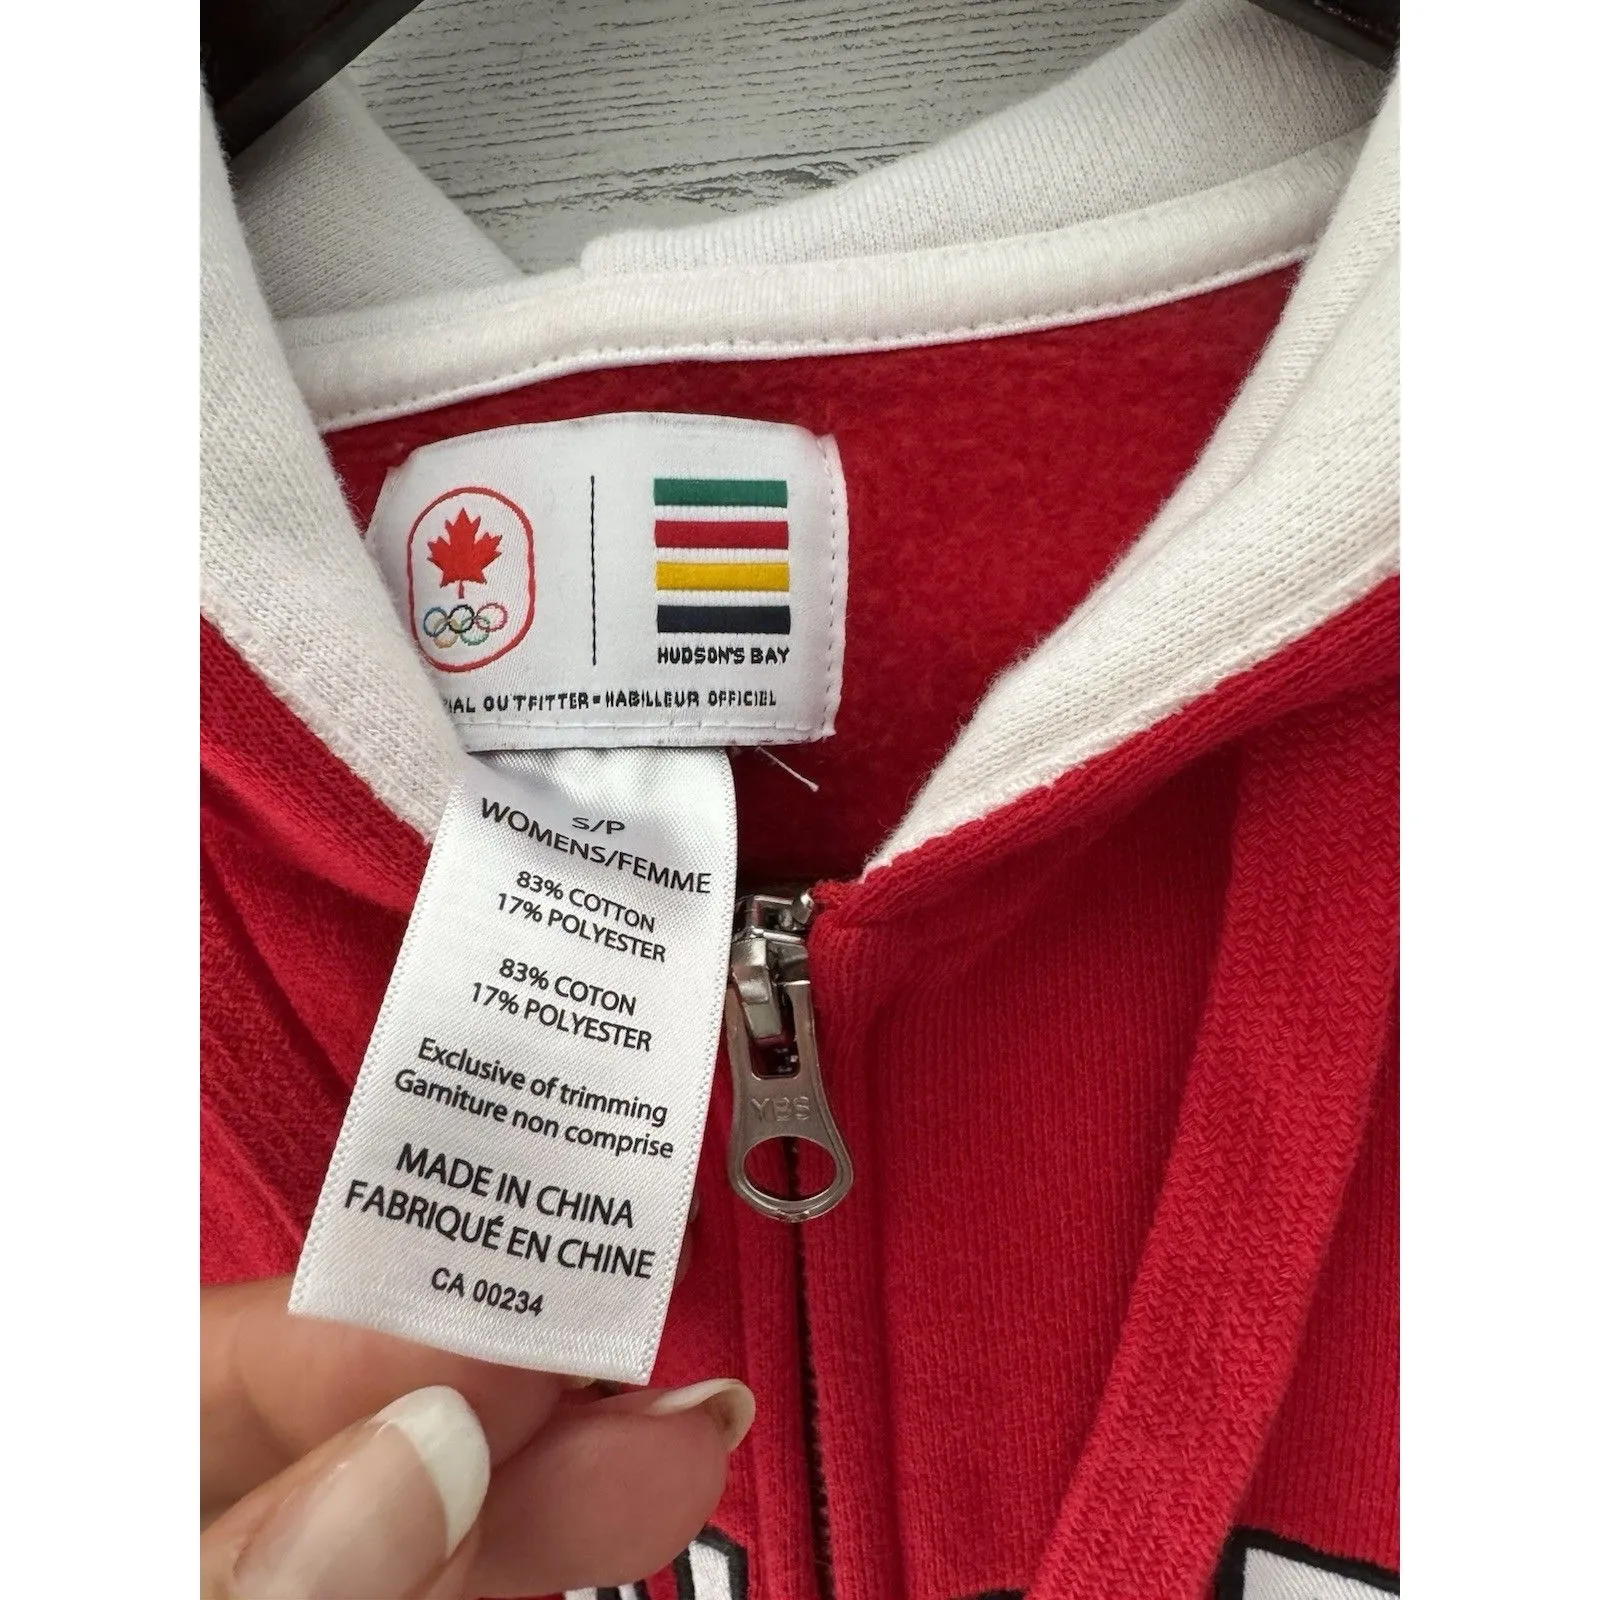 HUDSON'S BAY
OUTFITTER HABILLEUR OFFICIEL
S/P
WOMENS/FEMME
83% COTTON
17% POLYESTER
83% COTON
17% POLYESTER
Exclusive of trimming
Garniture non comprise
MADE IN CHINA
FABRIQUÉ EN CHINE
CA 00234
YBS